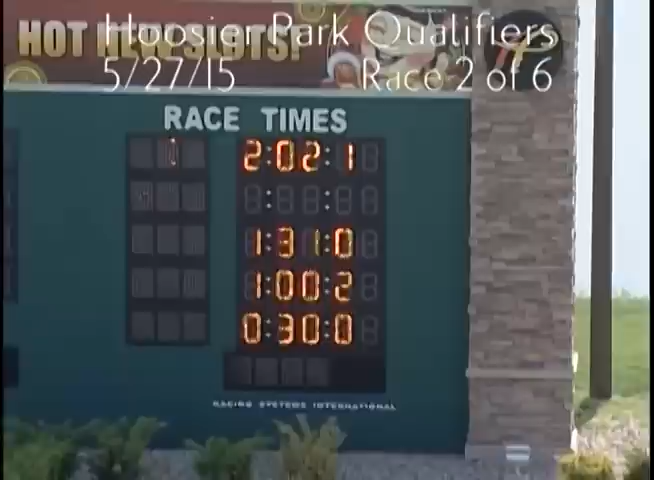 HOT NEW SLOTS!
Hoosier Park Qualifiers
5/27/15 Race 2 of 6
RACE TIMES
2:02:1
: :
1:31:0
1:00:2
0:30:0
RACING SYSTEMS INTERNATIONAL